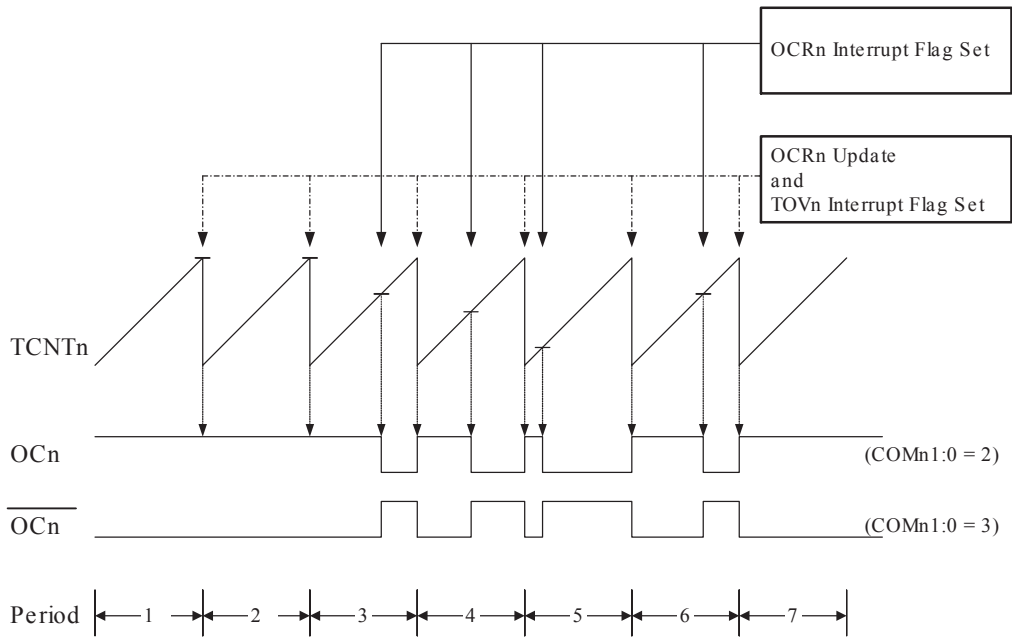 OCRn Interrupt Flag Set
OCRn Update
and
TOVn Interrupt Flag Set
TCNTn
OCn
(COMn1:0 = 2)
OCn
(COMn1:0 = 3)
Period
1
2
3
4
5
6
7